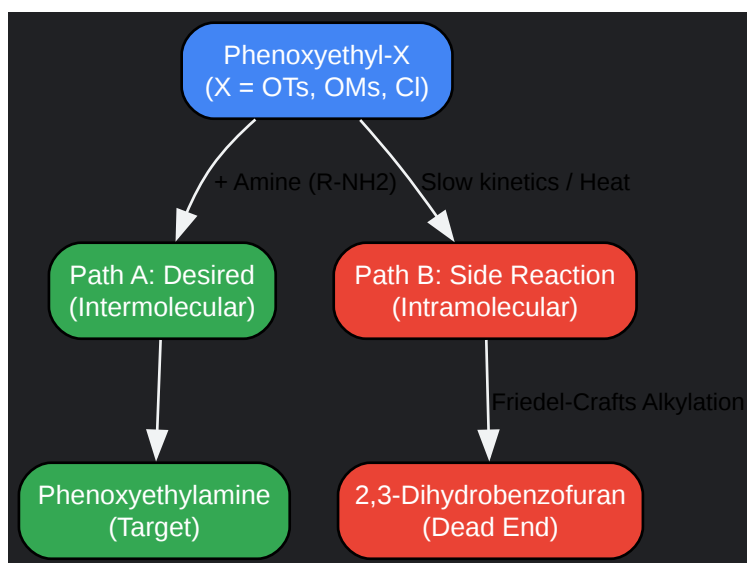 Phenoxyethyl-X
(X = OTs, OMs, Cl)
+ Amine (R-NH2)
Slow kinetics / Heat
Path A: Desired
(Intermolecular)
Path B: Side Reaction
(Intramolecular)
Friedel-Crafts Alkylation
Phenoxyethylamine
(Target)
2,3-Dihydrobenzofuran
(Dead End)